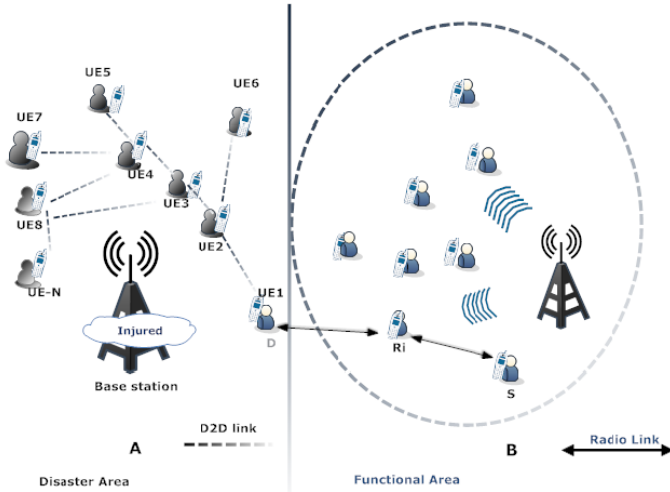 UE5
UE6
UE7
UE4
UE3
UE8
UE2
UE-N
UE1
Injured
D
Ri
Base station
S
D2D link
A
B
Radio Link
Disaster Area
Functional Area